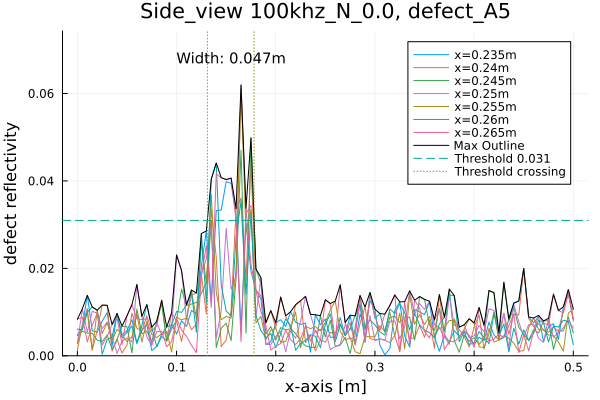 Side_view 100khz_N_0.0, defect_A5
Width: 0.047m
x=0.235m
x=0.24m
x=0.245m
x=0.25m
x=0.255m
x=0.26m
x=0.265m
Max Outline
Threshold 0.031
Threshold crossing
defect reflectivity
0.06
0.04
0.02
0.00
0.0 0.1 0.2 0.3 0.4 0.5
x-axis [m]